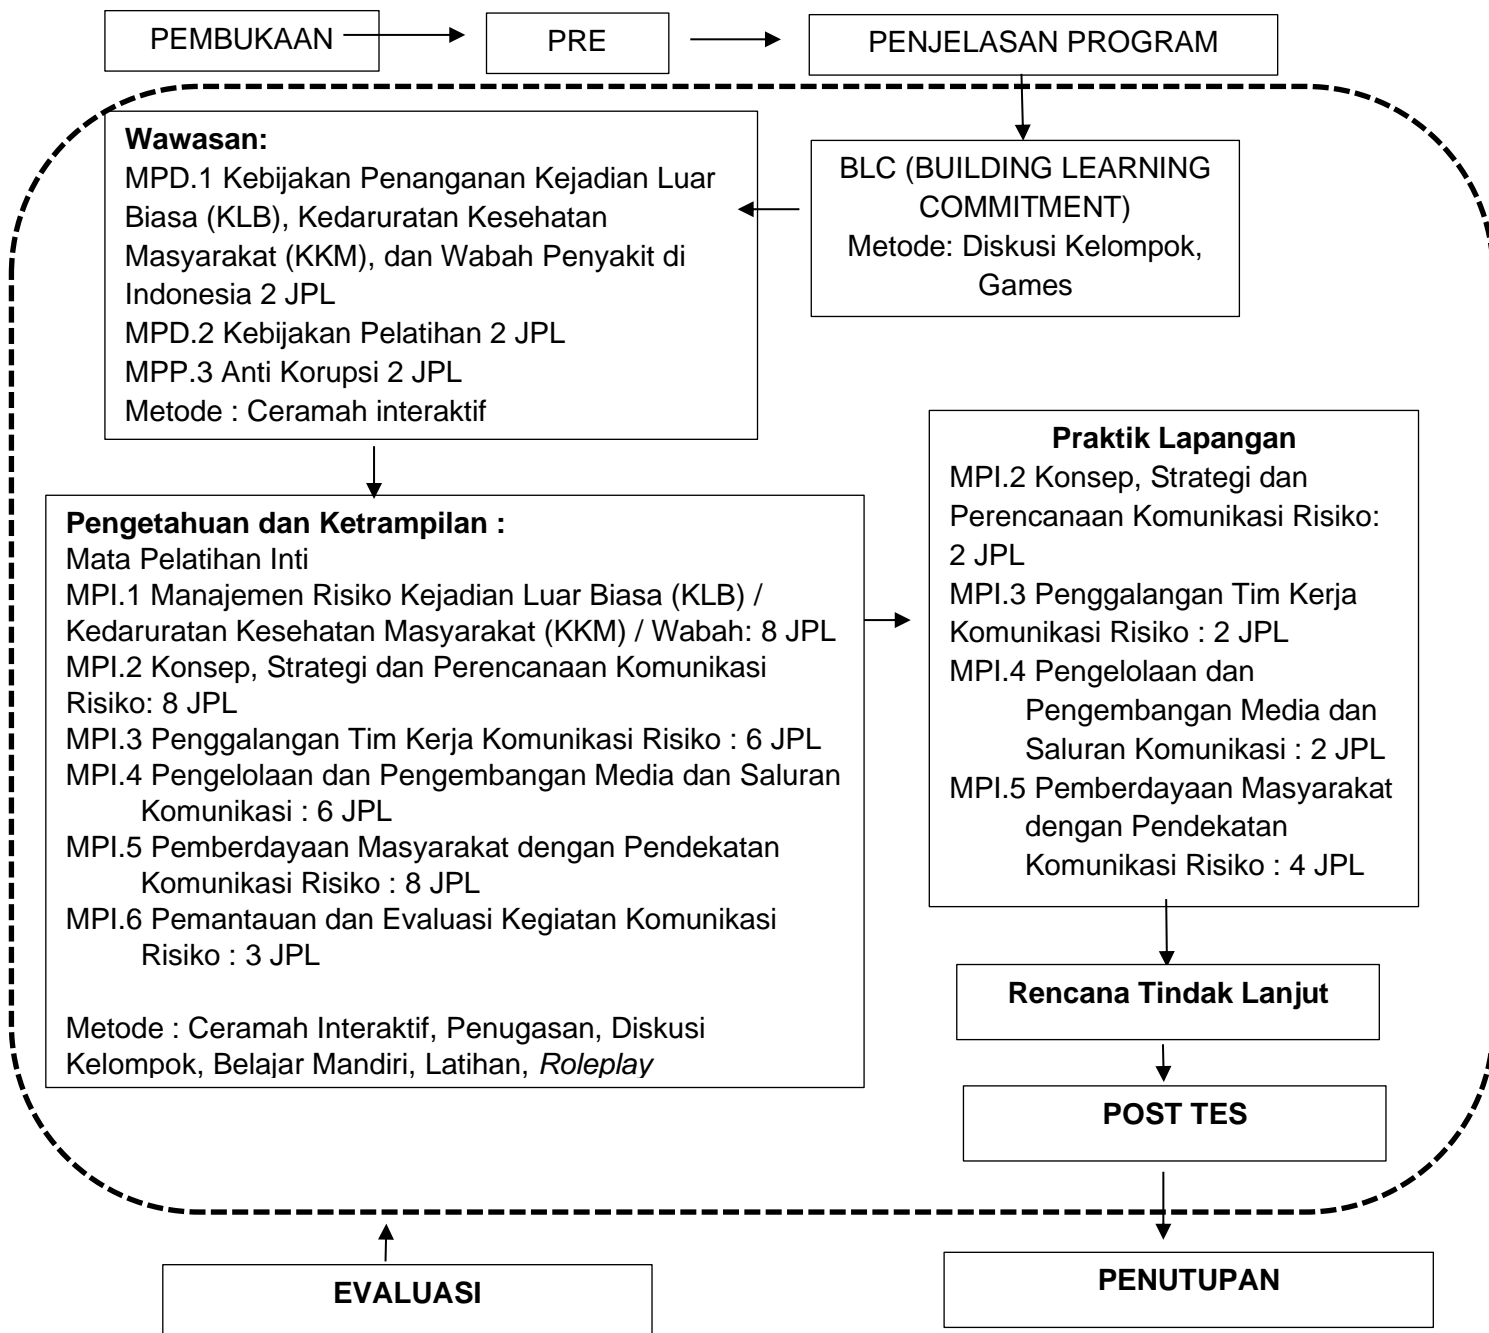 PEMBUKAAN
PRE
PENJELASAN PROGRAM
BLC (BUILDING LEARNING
COMMITMENT)
Metode: Diskusi Kelompok,
Games
Wawasan:
MPD.1 Kebijakan Penanganan Kejadian Luar
Biasa (KLB), Kedaruratan Kesehatan
Masyarakat (KKM), dan Wabah Penyakit di
Indonesia 2 JPL
MPD.2 Kebijakan Pelatihan 2 JPL
MPP.3 Anti Korupsi 2 JPL
Metode : Ceramah interaktif
Pengetahuan dan Ketrampilan :
Mata Pelatihan Inti
MPI.1 Manajemen Risiko Kejadian Luar Biasa (KLB) /
Kedaruratan Kesehatan Masyarakat (KKM) / Wabah: 8 JPL
MPI.2 Konsep, Strategi dan Perencanaan Komunikasi
Risiko: 8 JPL
MPI.3 Penggalangan Tim Kerja Komunikasi Risiko : 6 JPL
MPI.4 Pengelolaan dan Pengembangan Media dan Saluran
Komunikasi : 6 JPL
MPI.5 Pemberdayaan Masyarakat dengan Pendekatan
Komunikasi Risiko : 8 JPL
MPI.6 Pemantauan dan Evaluasi Kegiatan Komunikasi
Risiko : 3 JPL
Metode : Ceramah Interaktif, Penugasan, Diskusi
Kelompok, Belajar Mandiri, Latihan, Roleplay
Praktik Lapangan
MPI.2 Konsep, Strategi dan
Perencanaan Komunikasi Risiko:
2 JPL
MPI.3 Penggalangan Tim Kerja
Komunikasi Risiko : 2 JPL
MPI.4 Pengelolaan dan
Pengembangan Media dan
Saluran Komunikasi : 2 JPL
MPI.5 Pemberdayaan Masyarakat
dengan Pendekatan
Komunikasi Risiko : 4 JPL
Rencana Tindak Lanjut
POST TES
PENUTUPAN
EVALUASI